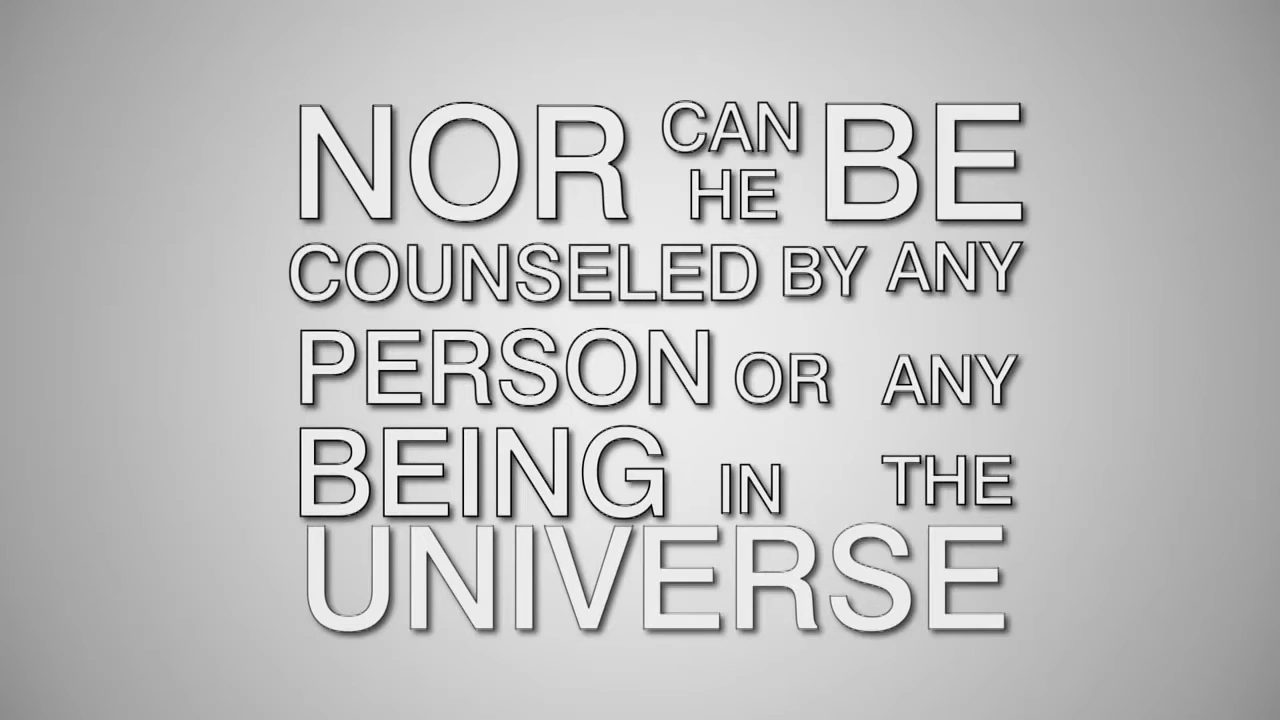 NOR CAN HE BE
COUNSELED BY ANY
PERSON OR ANY
BEING IN THE
UNIVERSE